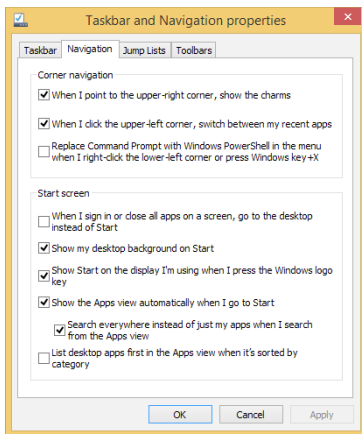 Taskbar and Navigation properties
Taskbar Navigation Jump Lists Toolbars
Corner navigation
When I point to the upper-right corner, show the charms
When I click the upper-left corner, switch between my recent apps
Replace Command Prompt with Windows PowerShell in the menu
when I right-click the lower-left corner or press Windows key+X
Start screen
When I sign in or close all apps on a screen, go to the desktop
instead of Start
Show my desktop background on Start
Show Start on the display I'm using when I press the Windows logo
key
Show the Apps view automatically when I go to Start
Search everywhere instead of just my apps when I search
from the Apps view
List desktop apps first in the Apps view when it's sorted by
category
OK Cancel Apply